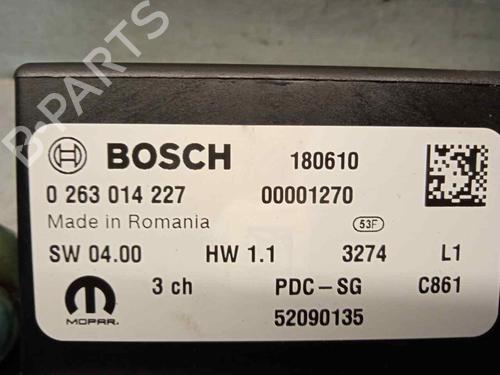 B-PARTS
BOSCH 180610
0 263 014 227 00001270
Made in Romania 53F
SW 04.00 HW 1.1 3274 L1
3 ch PDC-SG C861
MOPAR. 52090135